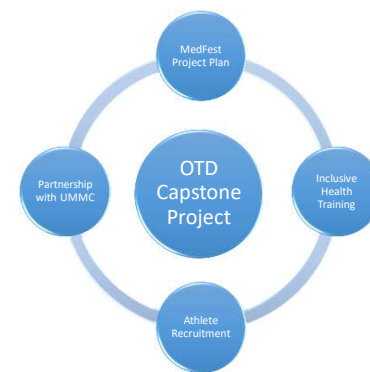 MedFest
Project Plan
OTD
Capstone
Project
Partnership
with UMMC
Inclusive
Health
Training
Athlete
Recruitment